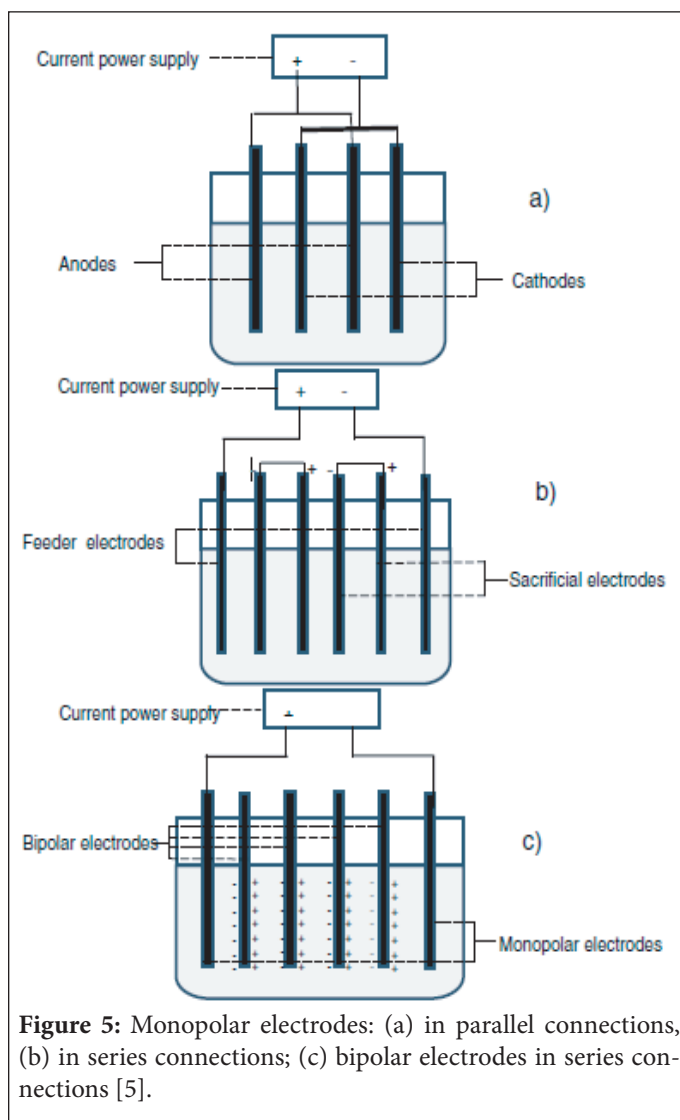 Current power supply
+ -
a)
Anodes
Cathodes
Current power supply
+ -
- + - +
b)
Feeder electrodes
Sacrificial electrodes
Current power supply
+
Bipolar electrodes
c)
- + - + - + - +
- + - + - + - +
- + - + - + - +
- + - + - + - +
- + - + - + - +
- + - + - + - +
- + - + - + - +
Monopolar electrodes
Figure 5: Monopolar electrodes: (a) in parallel connections,
(b) in series connections; (c) bipolar electrodes in series con-
nections [5].